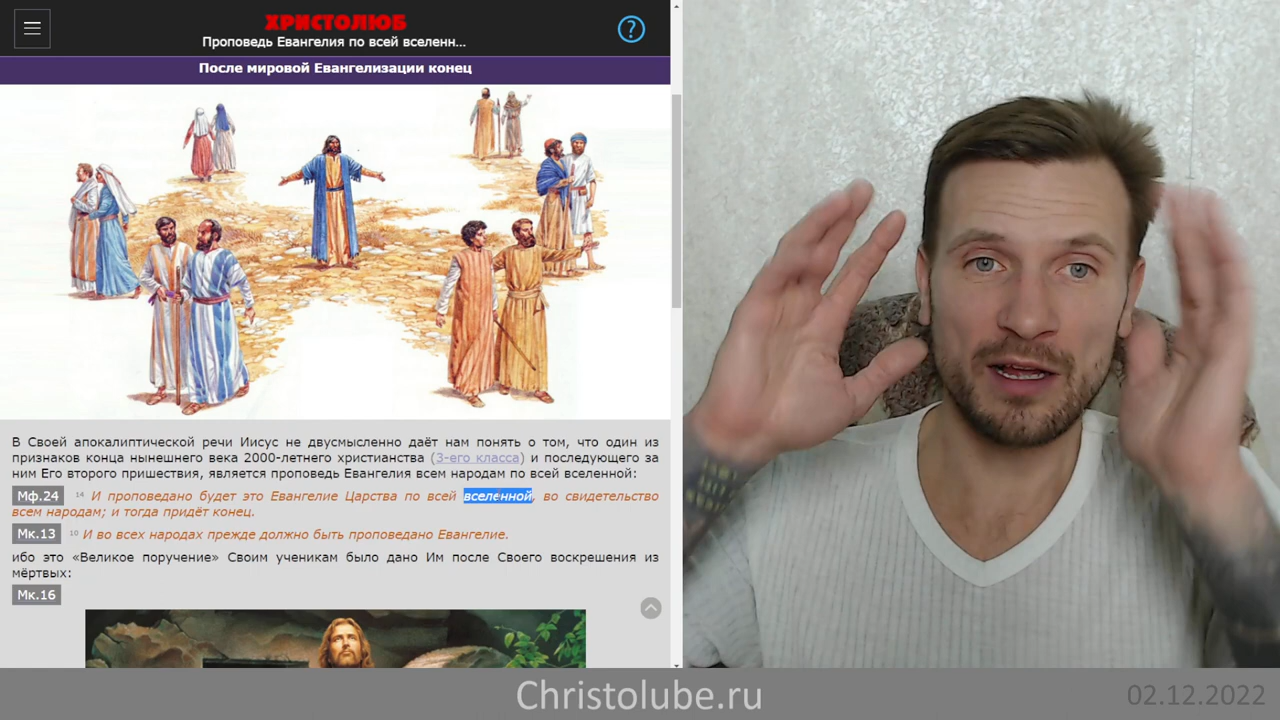 ХРИСТОЛЮБ
Проповедь Евангелия по всей вселенн...
?
После мировой Евангелизации конец
В Своей апокалиптической речи Иисус не двусмысленно даёт нам понять о том, что один из
признаков конца нынешнего века 2000-летнего христианства (3-его класса) и последующего за
ним Его второго пришествия, является проповедь Евангелия всем народам по всей вселенной:
Мф.24 14 И проповедано будет это Евангелие Царства по всей вселенной, во свидетельство
всем народам; и тогда придёт конец.
Мк.13 10 И во всех народах прежде должно быть проповедано Евангелие.
ибо это «Великое поручение» Своим ученикам было дано Им после Своего воскрешения из
мёртвых:
Мк.16
Christolube.ru
02.12.2022